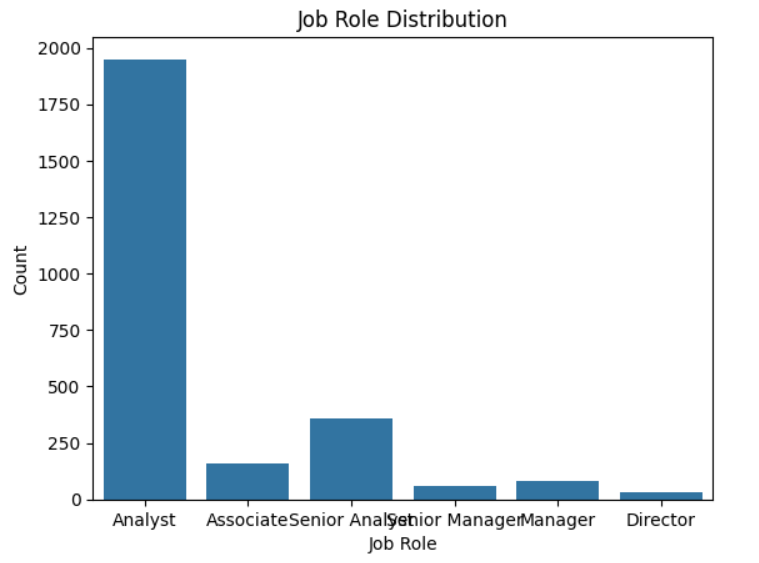 Job Role Distribution
2000
1750
1500
1250
1000
750
500
250
0
Count
Analyst Associate Senior Analyst Senior Manager Manager Director
Job Role